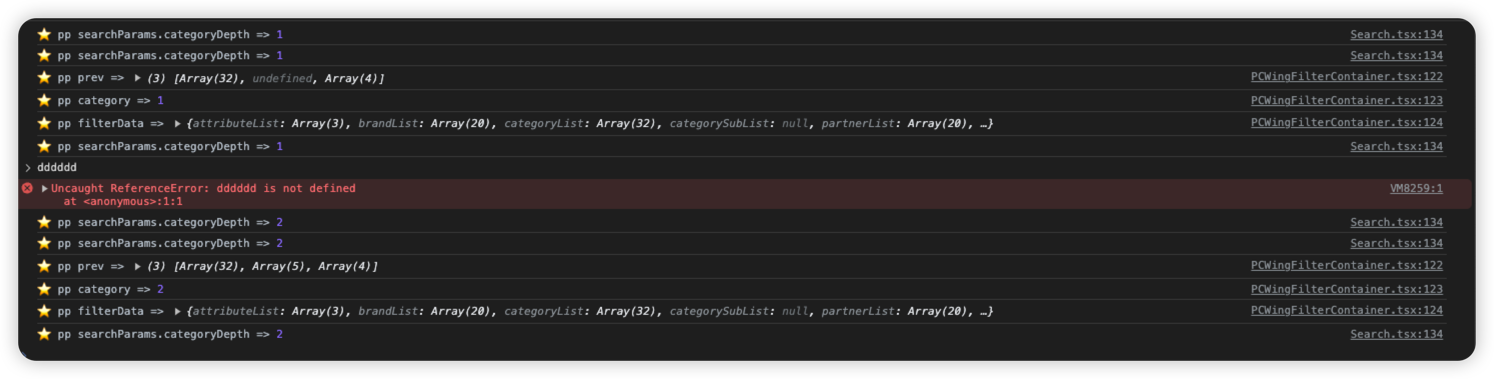 ⭐ pp searchParams.categoryDepth => 1 Search.tsx:134
⭐ pp searchParams.categoryDepth => 1 Search.tsx:134
⭐ pp prev => ▶ (3) [Array(32), undefined, Array(4)] PCWingFilterContainer.tsx:122
⭐ pp category => 1 PCWingFilterContainer.tsx:123
⭐ pp filterData => ▶ {attributeList: Array(3), brandList: Array(20), categoryList: Array(32), categorySubList: null, partnerList: Array(20), …} PCWingFilterContainer.tsx:124
⭐ pp searchParams.categoryDepth => 1 Search.tsx:134
> dddddd
▶ Uncaught ReferenceError: dddddd is not defined VM8259:1
at <anonymous>:1:1
⭐ pp searchParams.categoryDepth => 2 Search.tsx:134
⭐ pp searchParams.categoryDepth => 2 Search.tsx:134
⭐ pp prev => ▶ (3) [Array(32), Array(5), Array(4)] PCWingFilterContainer.tsx:122
⭐ pp category => 2 PCWingFilterContainer.tsx:123
⭐ pp filterData => ▶ {attributeList: Array(3), brandList: Array(20), categoryList: Array(32), categorySubList: null, partnerList: Array(20), …} PCWingFilterContainer.tsx:124
⭐ pp searchParams.categoryDepth => 2 Search.tsx:134